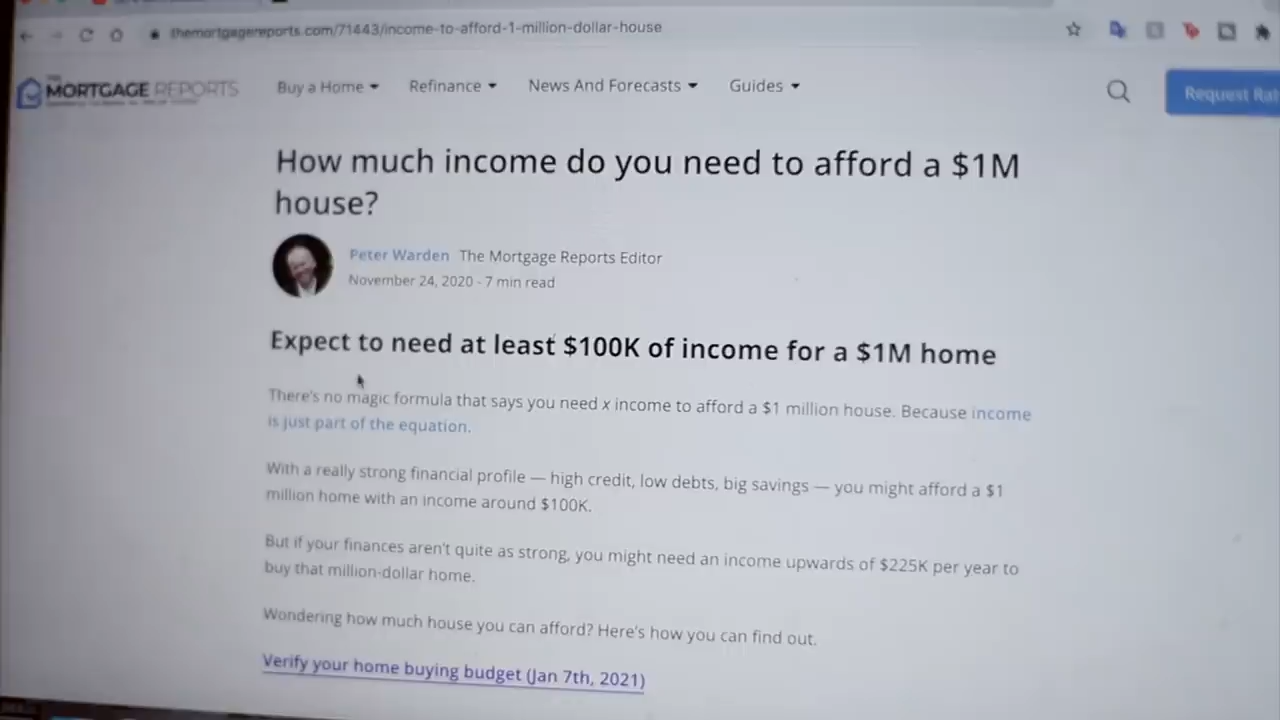 themortgagereports.com/71443/income-to-afford-1-million-dollar-house
THE
MORTGAGE REPORTS
Buy a Home
Refinance
News And Forecasts
Guides
Request
How much income do you need to afford a $1M
house?
Peter Warden The Mortgage Reports Editor
November 24, 2020 - 7 min read
Expect to need at least $100K of income for a $1M home
There's no magic formula that says you need x income to afford a $1 million house. Because income
is just part of the equation.
With a really strong financial profile — high credit, low debts, big savings — you might afford a $1
million home with an income around $100K.
But if your finances aren't quite as strong, you might need an income upwards of $225K per year to
buy that million-dollar home.
Wondering how much house you can afford? Here's how you can find out.
Verify your home buying budget (Jan 7th, 2021)